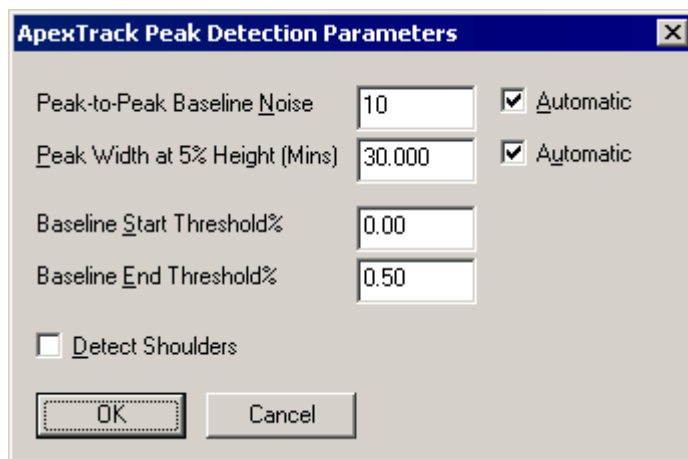 ApexTrack Peak Detection Parameters
Peak-to-Peak Baseline Noise 10 Automatic
Peak Width at 5% Height (Mins) 30.000 Automatic
Baseline Start Threshold% 0.00
Baseline End Threshold% 0.50
Detect Shoulders
OK Cancel